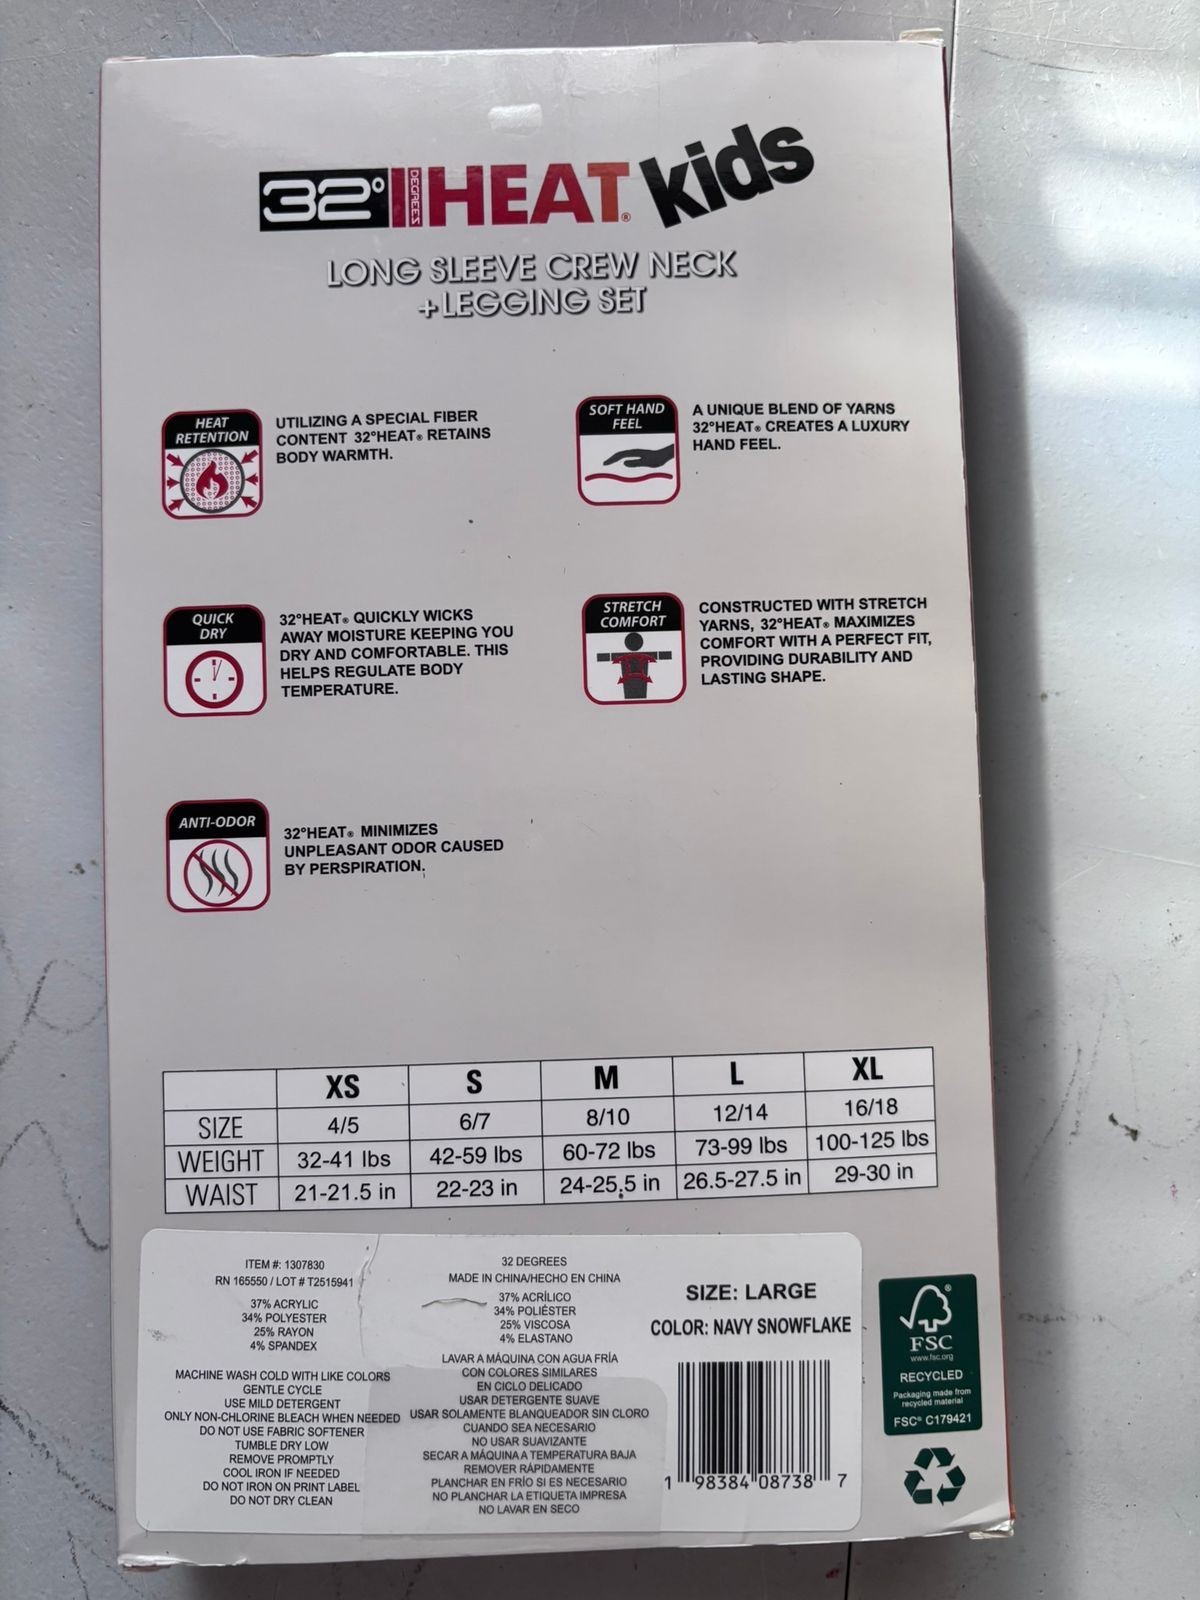 32° DEGREES HEAT® kids
LONG SLEEVE CREW NECK
+LEGGING SET
HEAT
RETENTION
UTILIZING A SPECIAL FIBER
CONTENT 32°HEAT® RETAINS
BODY WARMTH.
SOFT HAND
FEEL
A UNIQUE BLEND OF YARNS
32°HEAT® CREATES A LUXURY
HAND FEEL.
QUICK
DRY
32°HEAT® QUICKLY WICKS
AWAY MOISTURE KEEPING YOU
DRY AND COMFORTABLE. THIS
HELPS REGULATE BODY
TEMPERATURE.
STRETCH
COMFORT
CONSTRUCTED WITH STRETCH
YARNS, 32°HEAT® MAXIMIZES
COMFORT WITH A PERFECT FIT,
PROVIDING DURABILITY AND
LASTING SHAPE.
ANTI-ODOR
32°HEAT® MINIMIZES
UNPLEASANT ODOR CAUSED
BY PERSPIRATION.
XS S M L XL
SIZE 4/5 6/7 8/10 12/14 16/18
WEIGHT 32-41 lbs 42-59 lbs 60-72 lbs 73-99 lbs 100-125 lbs
WAIST 21-21.5 in 22-23 in 24-25.5 in 26.5-27.5 in 29-30 in
ITEM #: 1307830
RN 165550 / LOT # T2515941
37% ACRYLIC
34% POLYESTER
25% RAYON
4% SPANDEX
MACHINE WASH COLD WITH LIKE COLORS
GENTLE CYCLE
USE MILD DETERGENT
ONLY NON-CHLORINE BLEACH WHEN NEEDED
DO NOT USE FABRIC SOFTENER
TUMBLE DRY LOW
REMOVE PROMPTLY
COOL IRON IF NEEDED
DO NOT IRON ON PRINT LABEL
DO NOT DRY CLEAN
32 DEGREES
MADE IN CHINA/HECHO EN CHINA
37% ACRÍLICO
34% POLIÉSTER
25% VISCOSA
4% ELASTANO
LAVAR A MÁQUINA CON AGUA FRÍA
CON COLORES SIMILARES
EN CICLO DELICADO
USAR DETERGENTE SUAVE
USAR SOLAMENTE BLANQUEADOR SIN CLORO
CUANDO SEA NECESARIO
NO USAR SUAVIZANTE
SECAR A MÁQUINA A TEMPERATURA BAJA
REMOVER RÁPIDAMENTE
PLANCHAR EN FRÍO SI ES NECESARIO
NO PLANCHAR LA ETIQUETA IMPRESA
NO LAVAR EN SECO
SIZE: LARGE
COLOR: NAVY SNOWFLAKE
1 98384 08738 7
®
FSC
www.fsc.org
RECYCLED
Packaging made from
recycled material
FSC® C179421